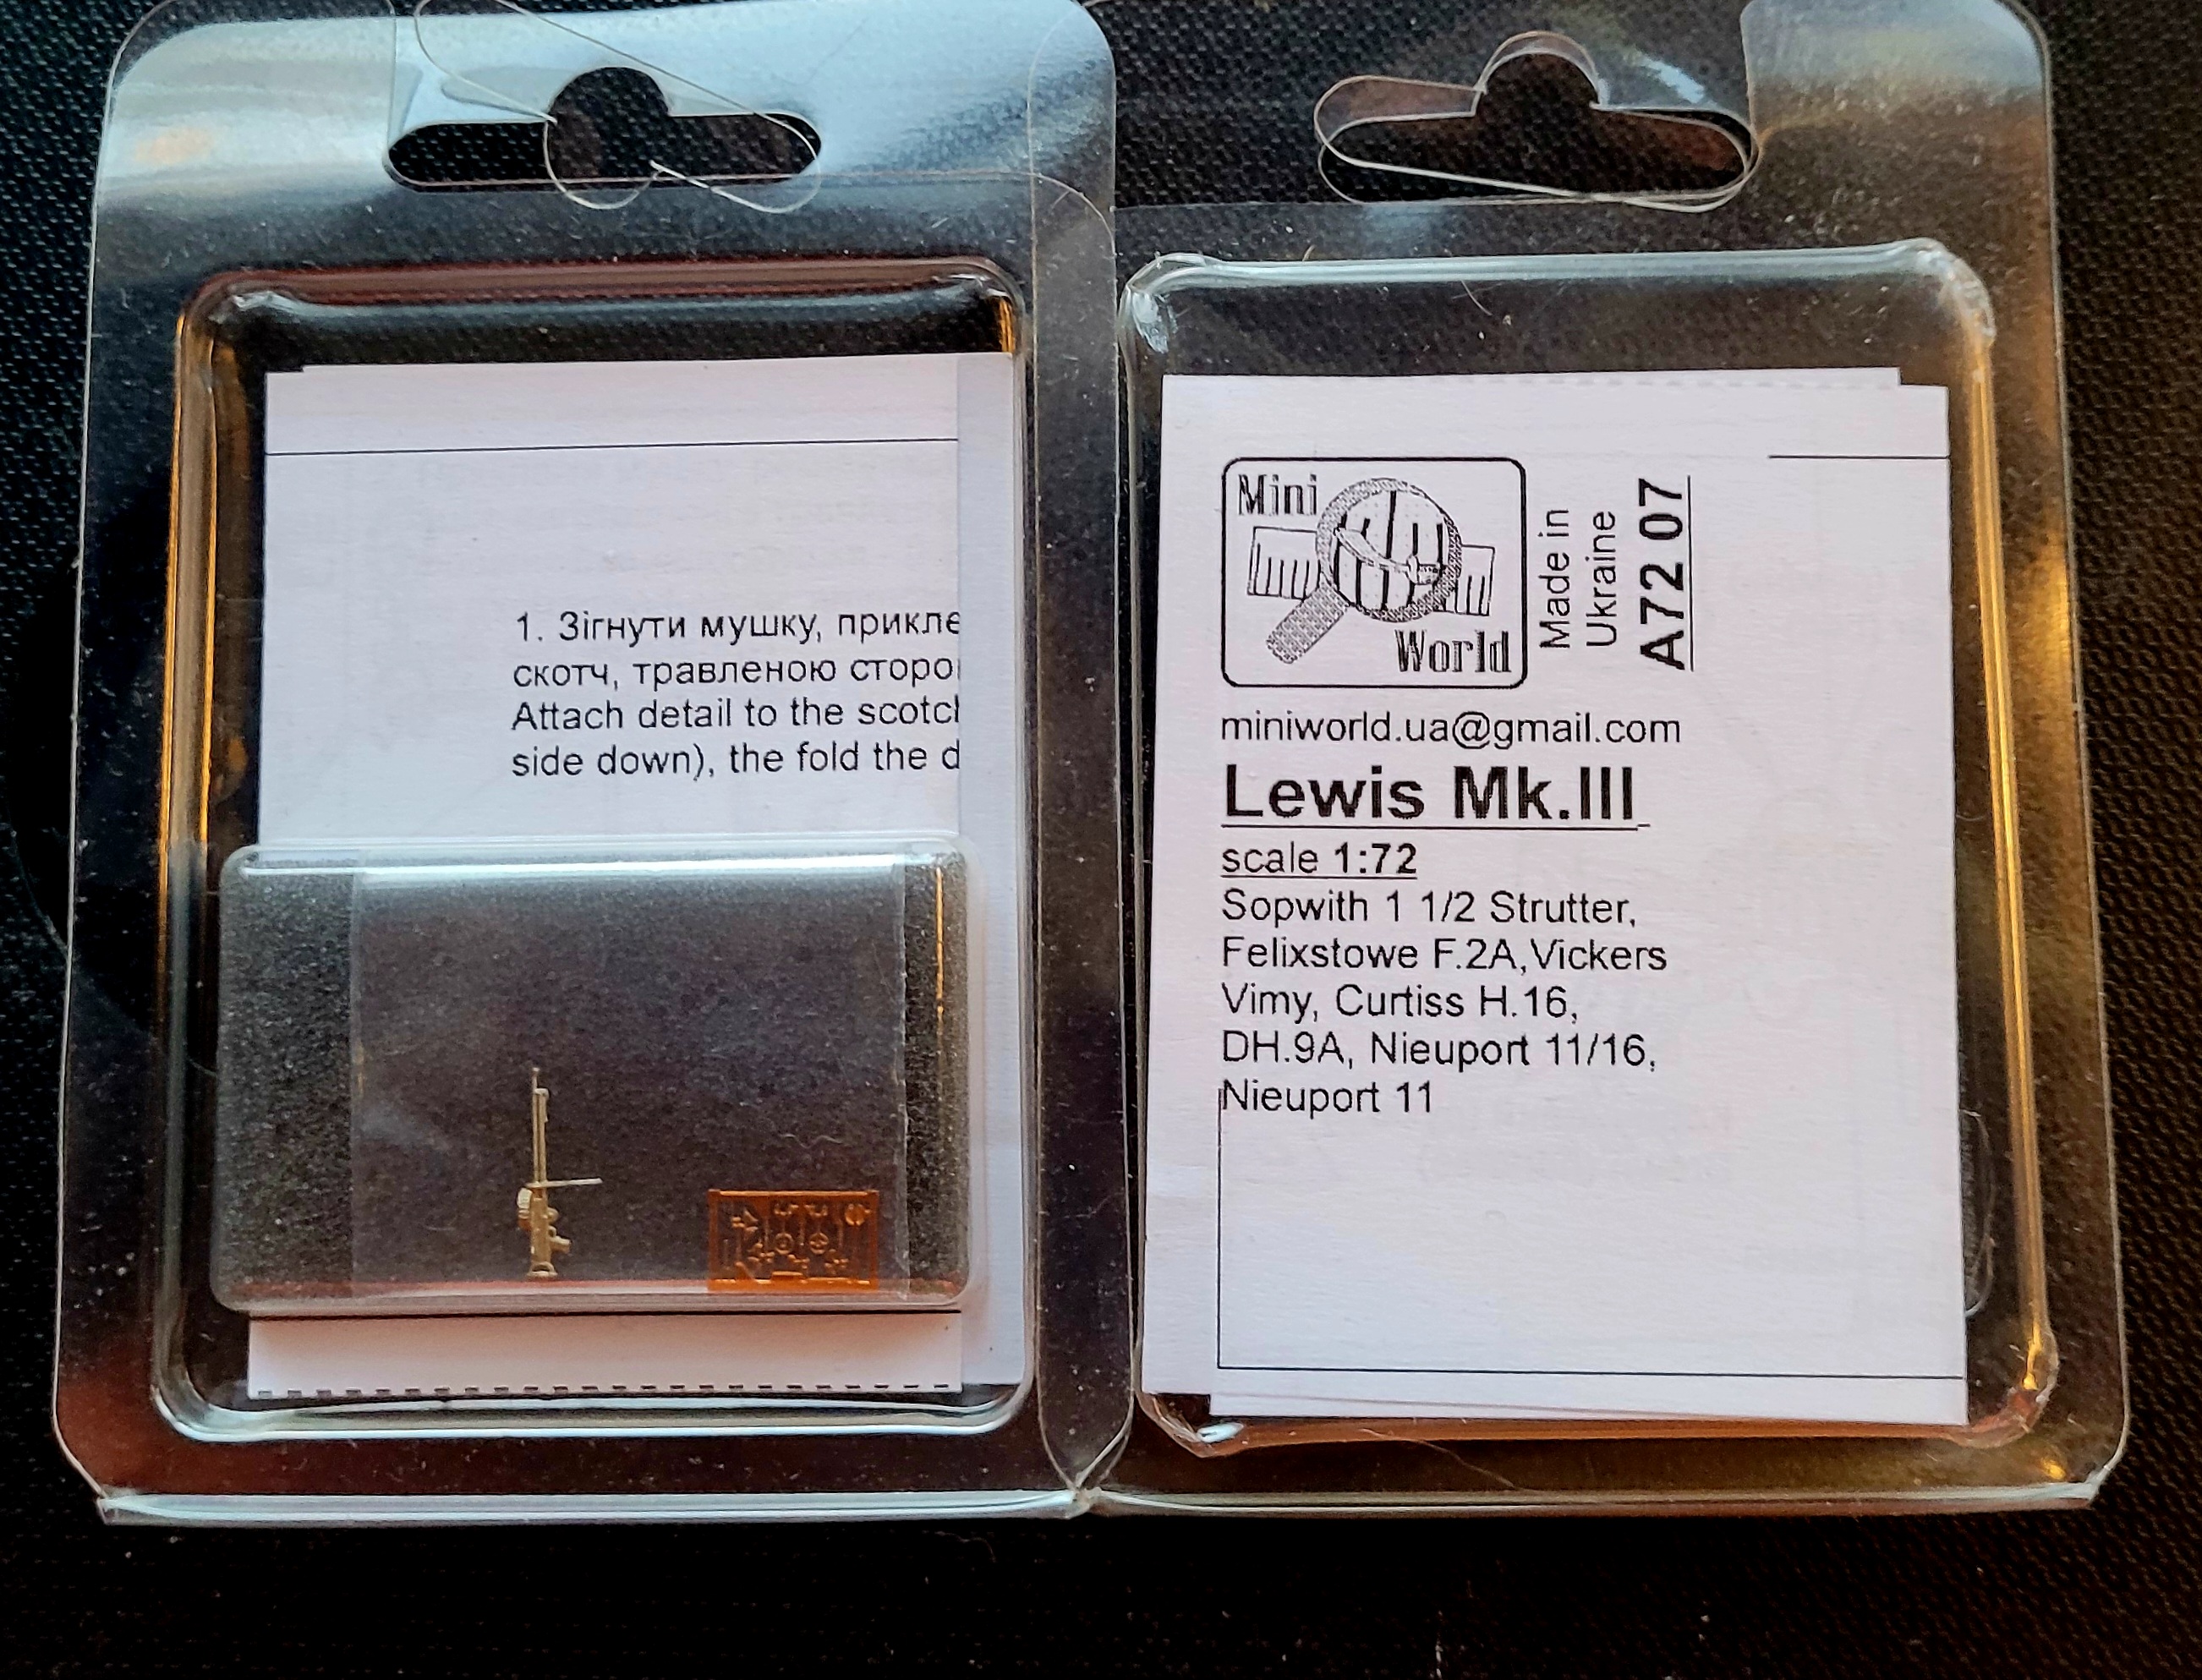 1. Зігнути мушку, прикле
скотч, травленою сторо
Attach detail to the scotch
side down), the fold the d
Mini
World
Made in
Ukraine
A72 07
miniworld.ua@gmail.com
Lewis Mk.III
scale 1:72
Sopwith 1 1/2 Strutter,
Felixstowe F.2A,Vickers
Vimy, Curtiss H.16,
DH.9A, Nieuport 11/16,
Nieuport 11